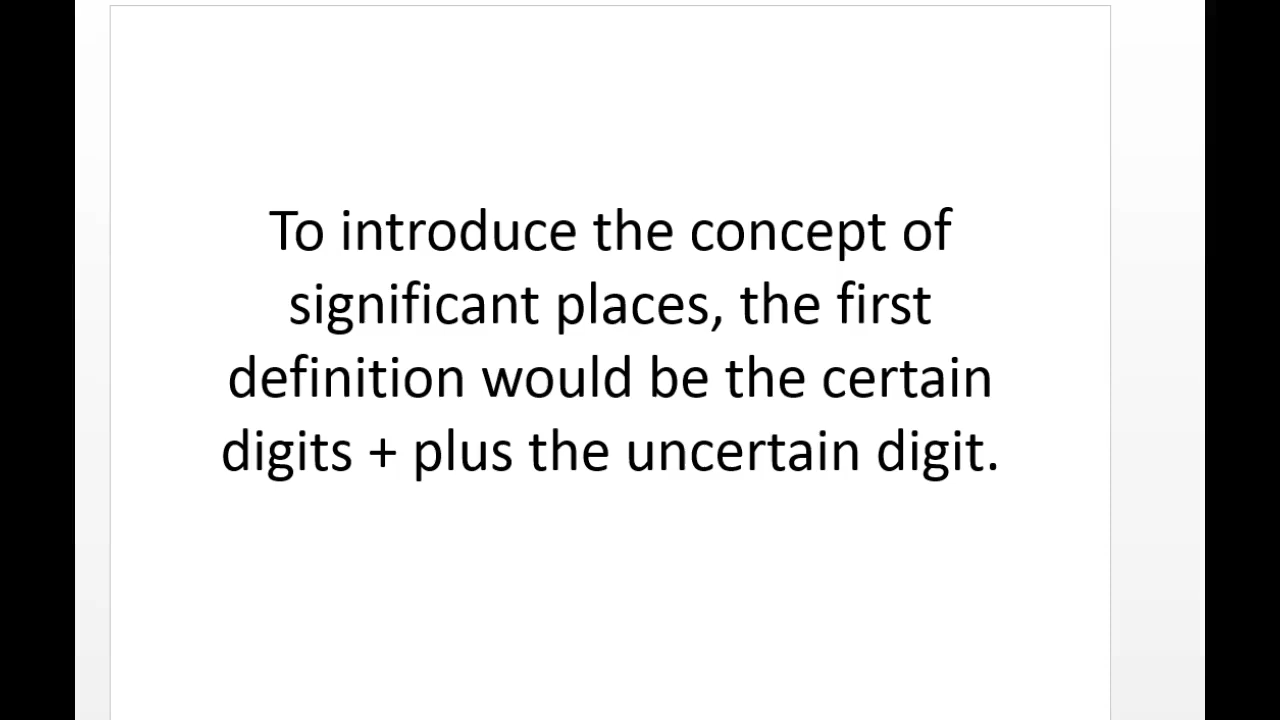 To introduce the concept of
significant places, the first
definition would be the certain
digits + plus the uncertain digit.